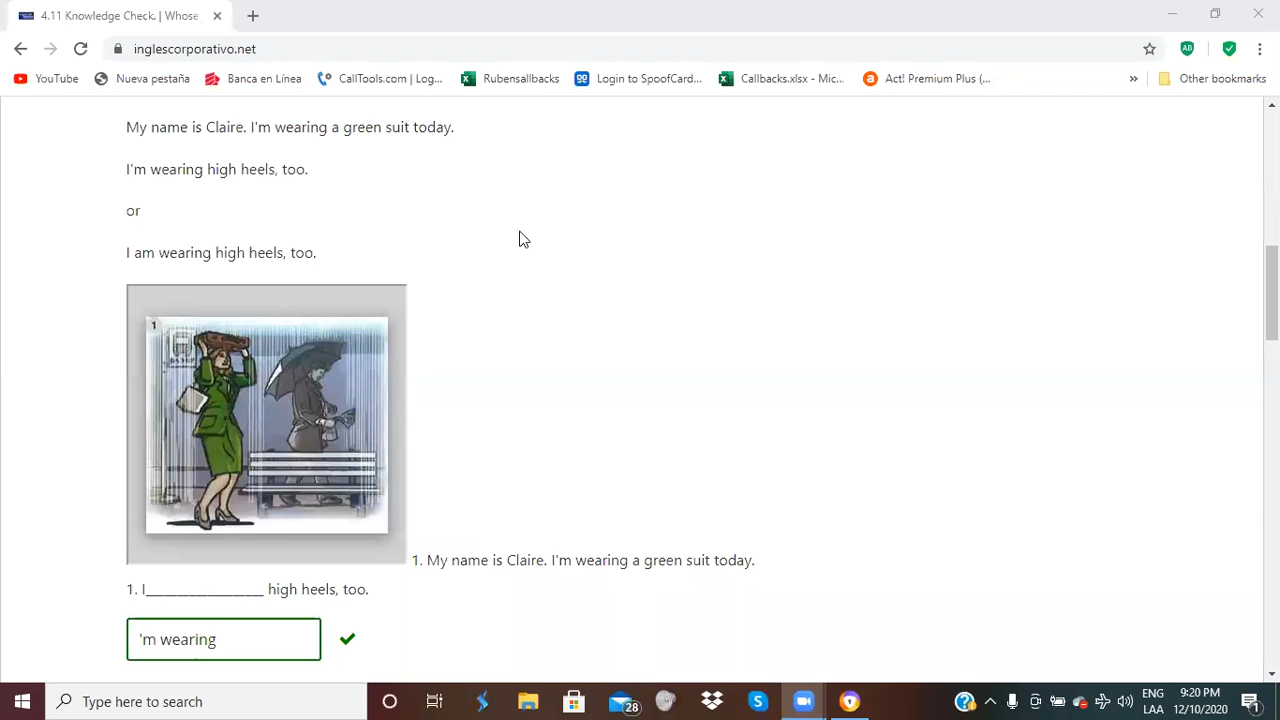 4.11 Knowledge Check. | Whose
inglescorporativo.net
YouTube Nueva pestaña Banca en Línea CallTools.com | Log... Rubensallbacks Login to SpoofCard... Callbacks.xlsx - Mic... Act! Premium Plus (... » Other bookmarks
My name is Claire. I'm wearing a green suit today.
I'm wearing high heels, too.
or
I am wearing high heels, too.
1
1. My name is Claire. I'm wearing a green suit today.
1. I__________________ high heels, too.
'm wearing
Type here to search
28
ENG 9:20 PM
LAA 12/10/2020
1